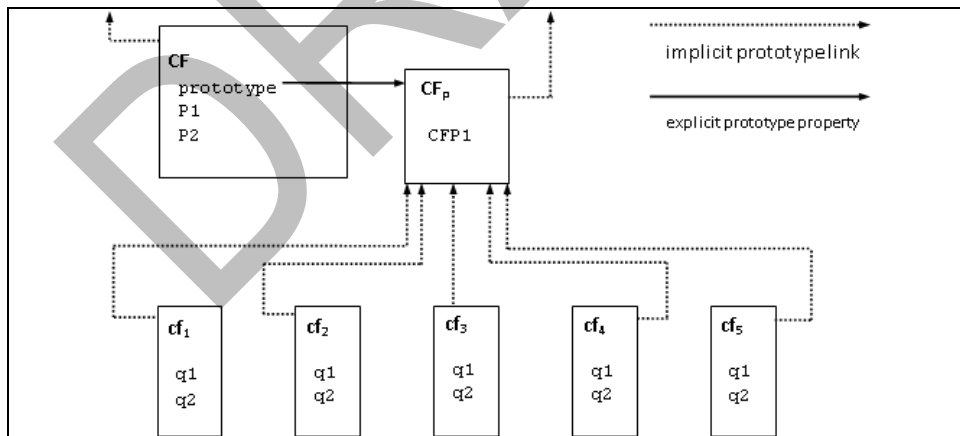 CF
prototype
P1
P2
CFp
CFP1
implicit prototype link
explicit prototype property
cf1
q1
q2
cf2
q1
q2
cf3
q1
q2
cf4
q1
q2
cf5
q1
q2